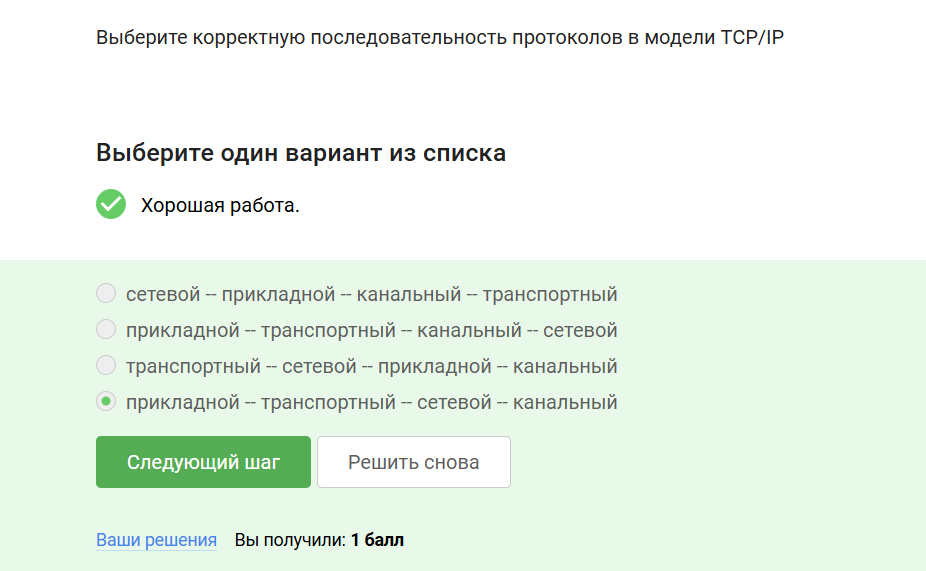 Выберите корректную последовательность протоколов в модели TCP/IP
Выберите один вариант из списка
Хорошая работа.
сетевой -- прикладной -- канальный -- транспортный
прикладной -- транспортный -- канальный -- сетевой
транспортный -- сетевой -- прикладной -- канальный
прикладной -- транспортный -- сетевой -- канальный
Следующий шаг Решить снова
Ваши решения Вы получили: 1 балл